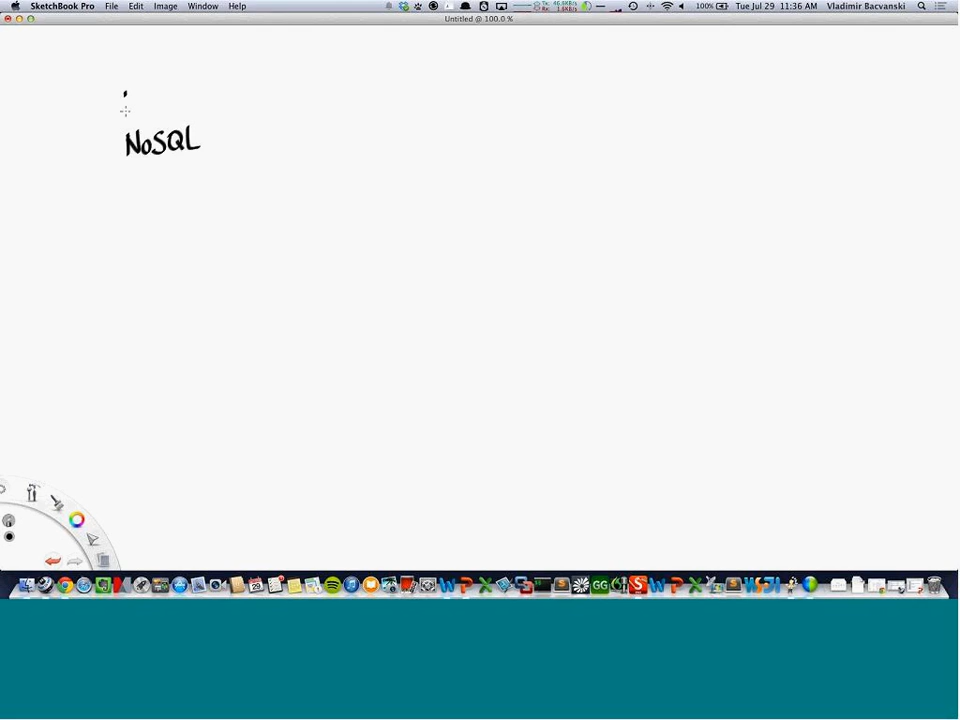 SketchBook Pro File Edit Image Window Help 100% Tue Jul 29 11:36 AM Vladimir Bacvanski
Untitled @ 100.0 %
NoSQL